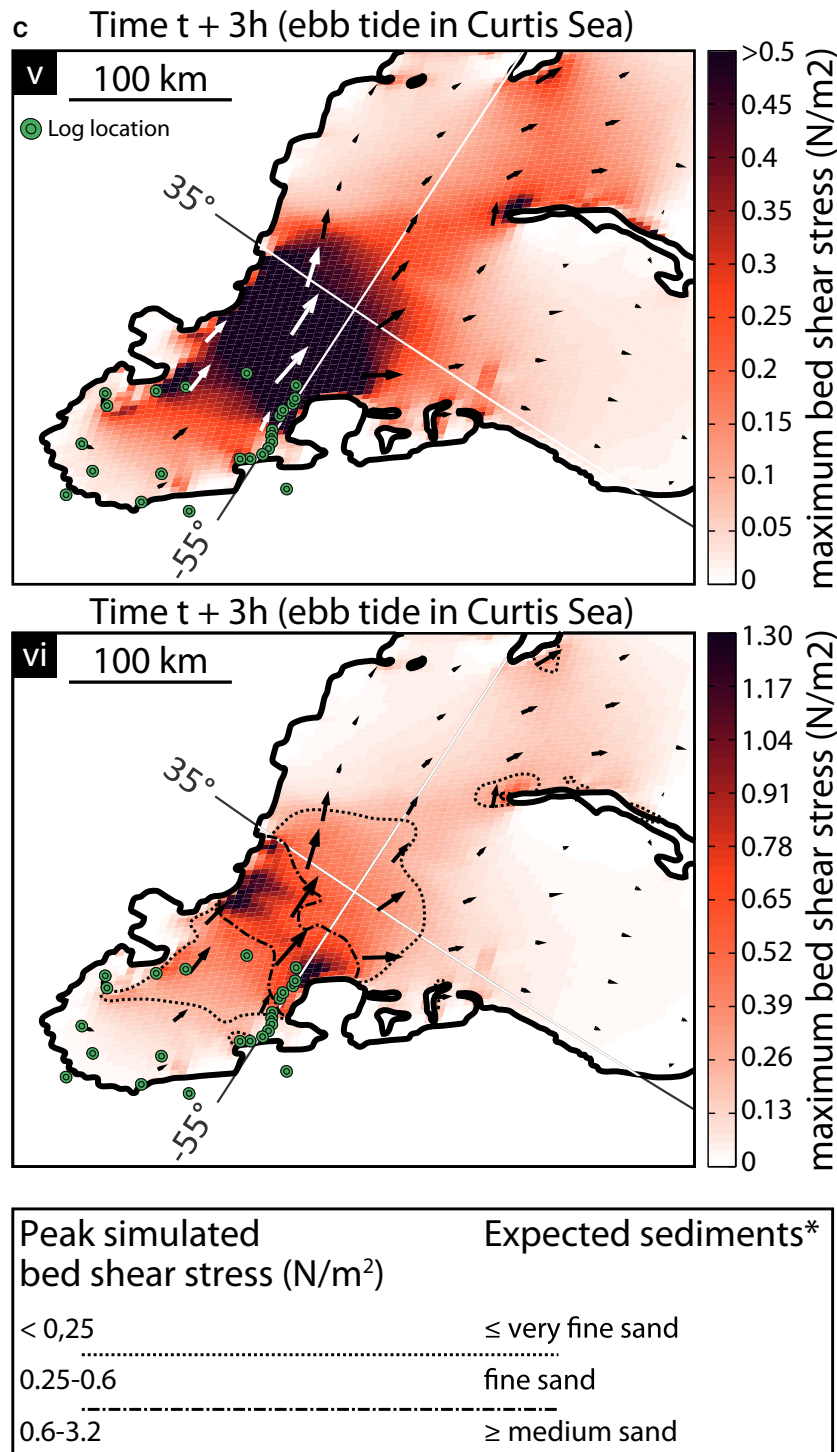 c
Time t + 3h (ebb tide in Curtis Sea)
v
100 km
Log location
35°
-55°
>0.5
0.45
0.4
0.35
0.3
0.25
0.2
0.15
0.1
0.05
0
maximum bed shear stress (N/m2)
Time t + 3h (ebb tide in Curtis Sea)
vi
100 km
35°
-55°
1.30
1.17
1.04
0.91
0.78
0.65
0.52
0.39
0.26
0.13
0
maximum bed shear stress (N/m2)
Peak simulated Expected sediments*
bed shear stress (N/m²)
< 0,25 ≤ very fine sand
0.25-0.6 fine sand
0.6-3.2 ≥ medium sand